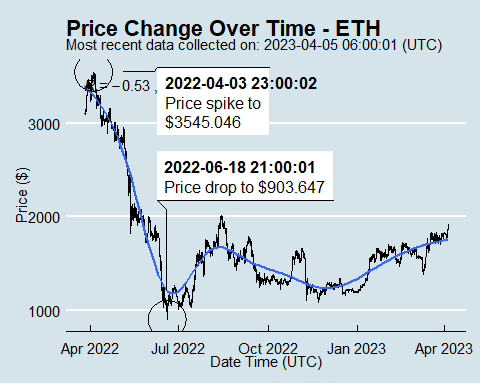 Price Change Over Time - ETH
Most recent data collected on: 2023-04-05 06:00:01 (UTC)
= −0.53 ,
2022-04-03 23:00:02
Price spike to
$3545.046
3000
2022-06-18 21:00:01
Price drop to $903.647
Price ($)
2000
1000
Apr 2022
Jul 2022
Oct 2022
Jan 2023
Apr 2023
Date Time (UTC)